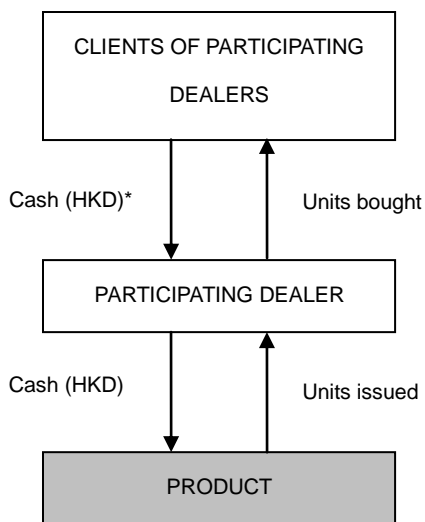 CLIENTS OF PARTICIPATING
DEALERS
Cash (HKD)*
Units bought
PARTICIPATING DEALER
Cash (HKD)
Units issued
PRODUCT